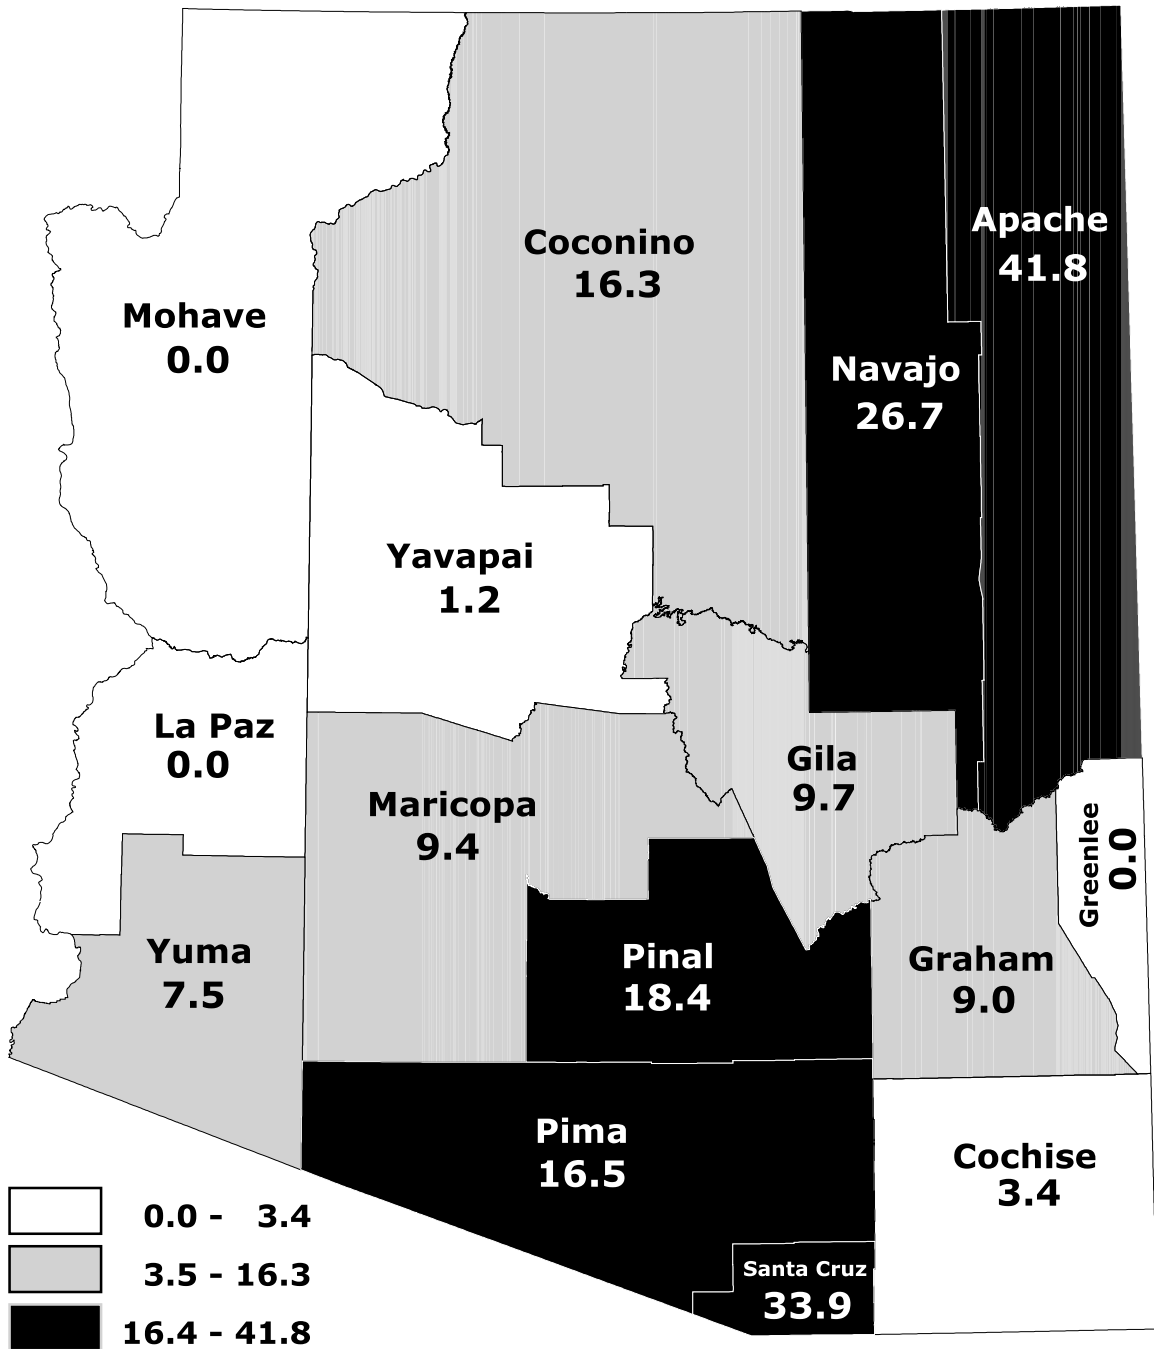 Apache
41.8
Coconino
16.3
Mohave
0.0
Navajo
26.7
Yavapai
1.2
La Paz
0.0
Gila
9.7
Maricopa
9.4
Greenlee
0.0
Yuma
7.5
Pinal
18.4
Graham
9.0
Pima
16.5
Cochise
3.4
Santa Cruz
33.9
0.0 - 3.4
3.5 - 16.3
16.4 - 41.8